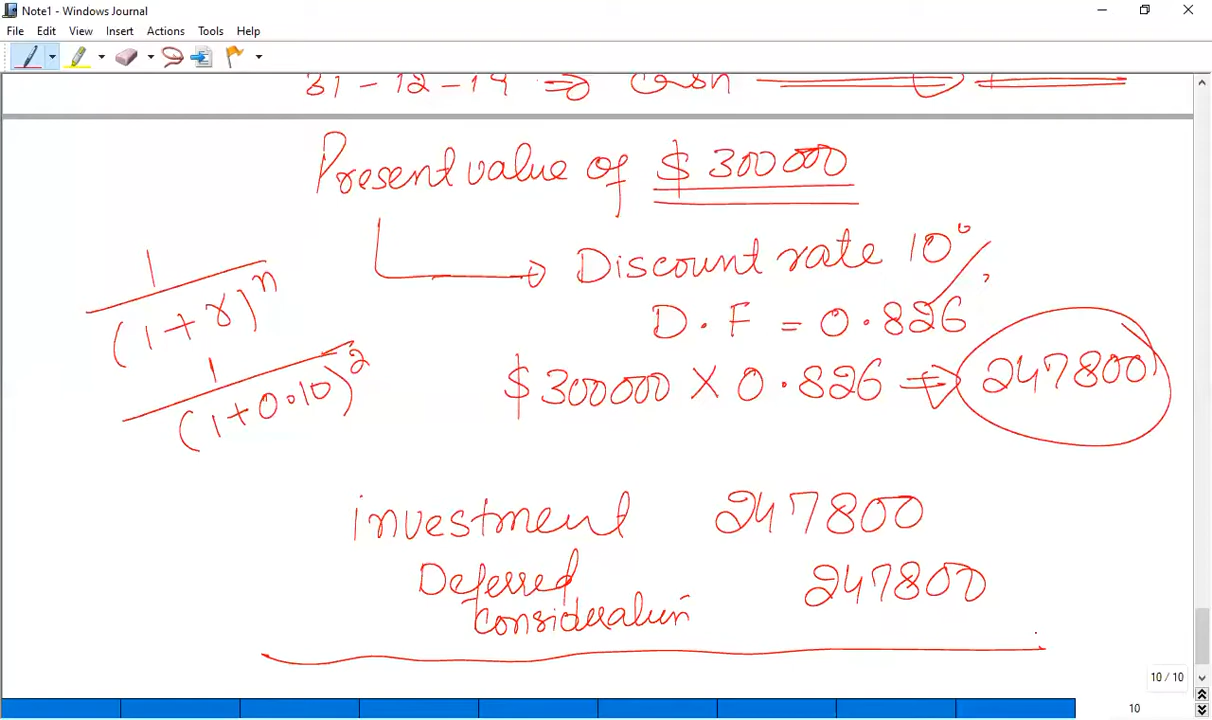 Note1 - Windows Journal
File Edit View Insert Actions Tools Help
31 - 12 - 19 ⇒ Cash
Present value of $ 300000
Discount rate 10%
D.F = 0.826
1
(1 + r)^n
1
(1+0.10)^2
$300000 X 0.826 ⇒ 247800
investment 247800
Deferred 247800
consideration
10 / 10
10